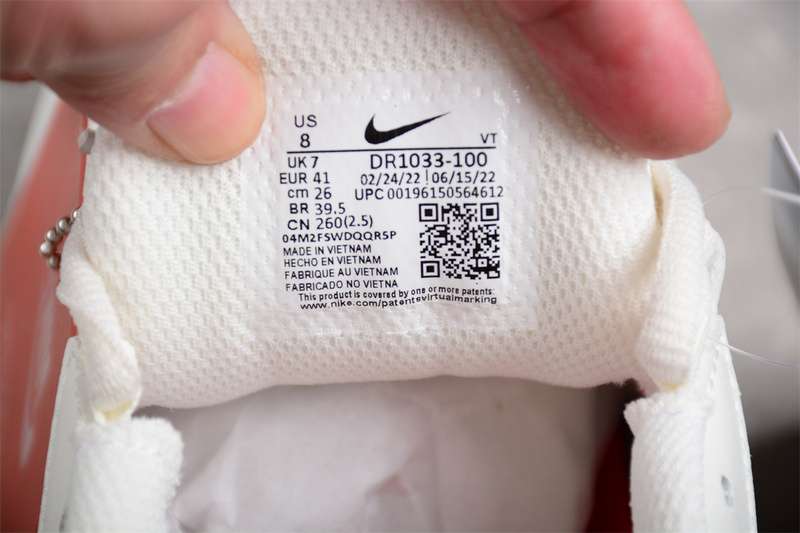 US
8
VT
UK 7
DR1033-100
EUR 41
02/24/22 | 06/15/22
cm 26
UPC 00196150564612
BR 39.5
CN 260(2.5)
04M2FSWDQQR5P
MADE IN VIETNAM
HECHO EN VIETNAM
FABRIQUE AU VIETNAM
FABRICADO NO VIETNA
This product is covered by one or more patents:
www.nike.com/patentsvirtualmarking